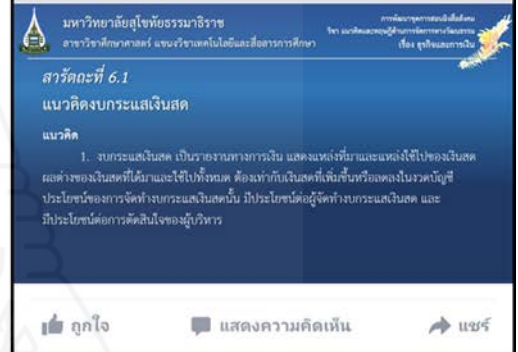 มหาวิทยาลัยสุโขทัยธรรมาธิราช
สาขาวิชาศึกษาศาสตร์ แขนงวิชาเทคโนโลยีและสื่อสารการศึกษา
การพัฒนาชุดการสอนอิงสื่อสังคม
วิชา แนวคิดและทฤษฎีด้านการจัดการทางวัฒนธรรม
เรื่อง ธุรกิจและการเงิน
สารัตถะที่ 6.1
แนวคิดงบกระแสเงินสด
แนวคิด
1. งบกระแสเงินสด เป็นรายงานทางการเงิน แสดงแหล่งที่มาและแหล่งใช้ไปของเงินสด
ผลต่างของเงินสดที่ได้มาและใช้ไปทั้งหมด ต้องเท่ากับเงินสดที่เพิ่มขึ้นหรือลดลงในงวดบัญชี
ประโยชน์ของการจัดทำงบกระแสเงินสดนั้น มีประโยชน์ต่อผู้จัดทำงบกระแสเงินสด และ
มีประโยชน์ต่อการตัดสินใจของผู้บริหาร
ถูกใจ
แสดงความคิดเห็น
แชร์